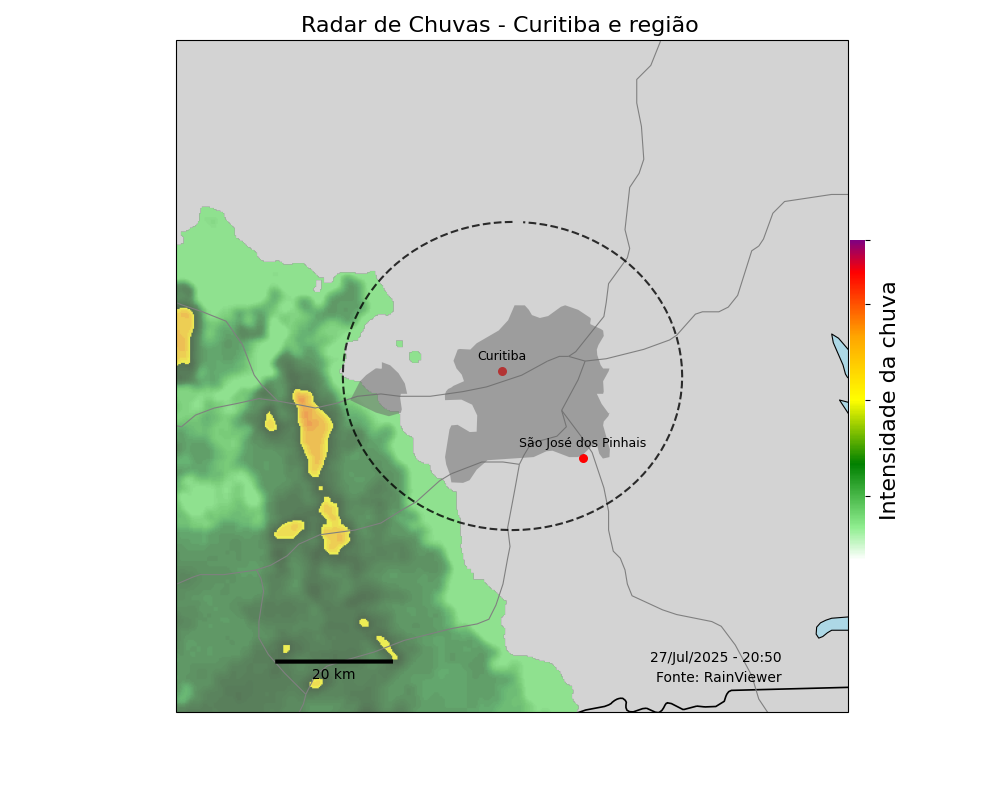 Radar de Chuvas - Curitiba e região
Curitiba
São José dos Pinhais
Intensidade da chuva
27/Jul/2025 - 20:50
Fonte: RainViewer
20 km